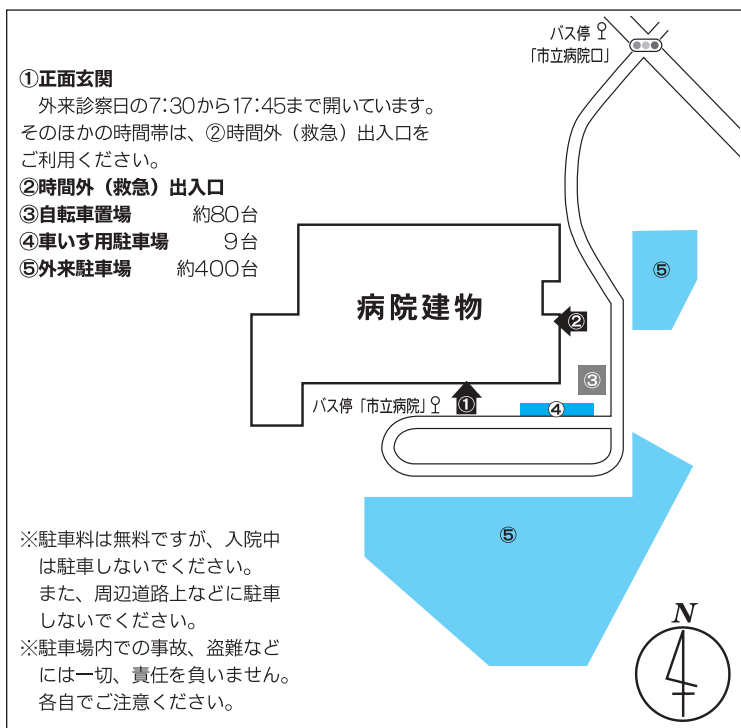 バス停
「市立病院口」
①正面玄関
外来診察日の7:30から17:45まで開いています。
そのほかの時間帯は、②時間外（救急）出入口を
ご利用ください。
②時間外（救急）出入口
③自転車置場 約80台
④車いす用駐車場 9台
⑤外来駐車場 約400台
⑤
病院建物
②
③
バス停「市立病院」
①
④
⑤
※駐車料は無料ですが、入院中
は駐車しないでください。
また、周辺道路上などに駐車
しないでください。
※駐車場内での事故、盗難など
には一切、責任を負いません。
各自でご注意ください。
N